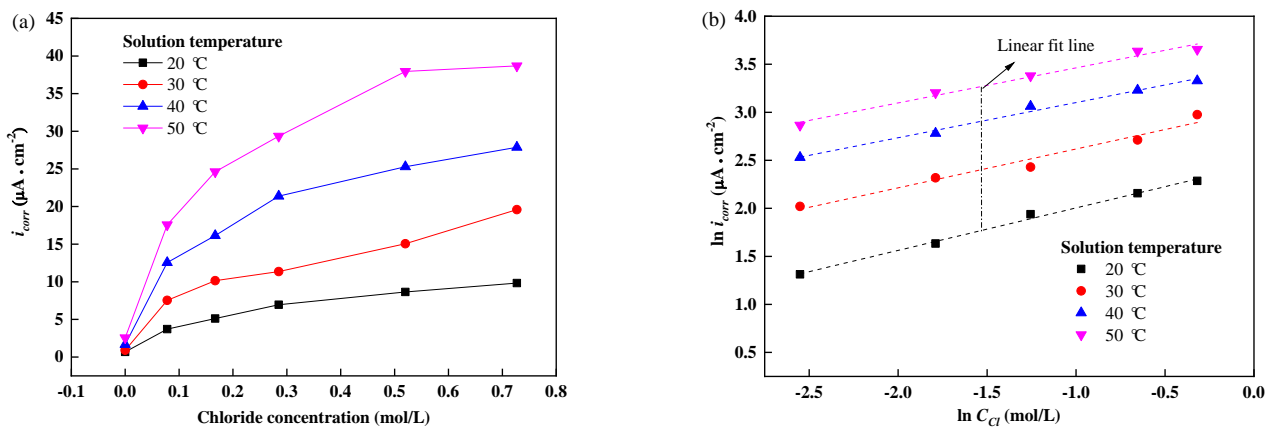 (a)
45
40
35
30
25
20
15
10
5
0
i_corr (μA • cm-2)
Solution temperature
20 ℃
30 ℃
40 ℃
50 ℃
-0.1 0.0 0.1 0.2 0.3 0.4 0.5 0.6 0.7 0.8
Chloride concentration (mol/L)
(b)
4.0
3.5
3.0
2.5
2.0
1.5
1.0
0.5
ln i_corr (μA • cm-2)
Linear fit line
Solution temperature
20 ℃
30 ℃
40 ℃
50 ℃
-2.5 -2.0 -1.5 -1.0 -0.5 0.0
ln C_Cl (mol/L)